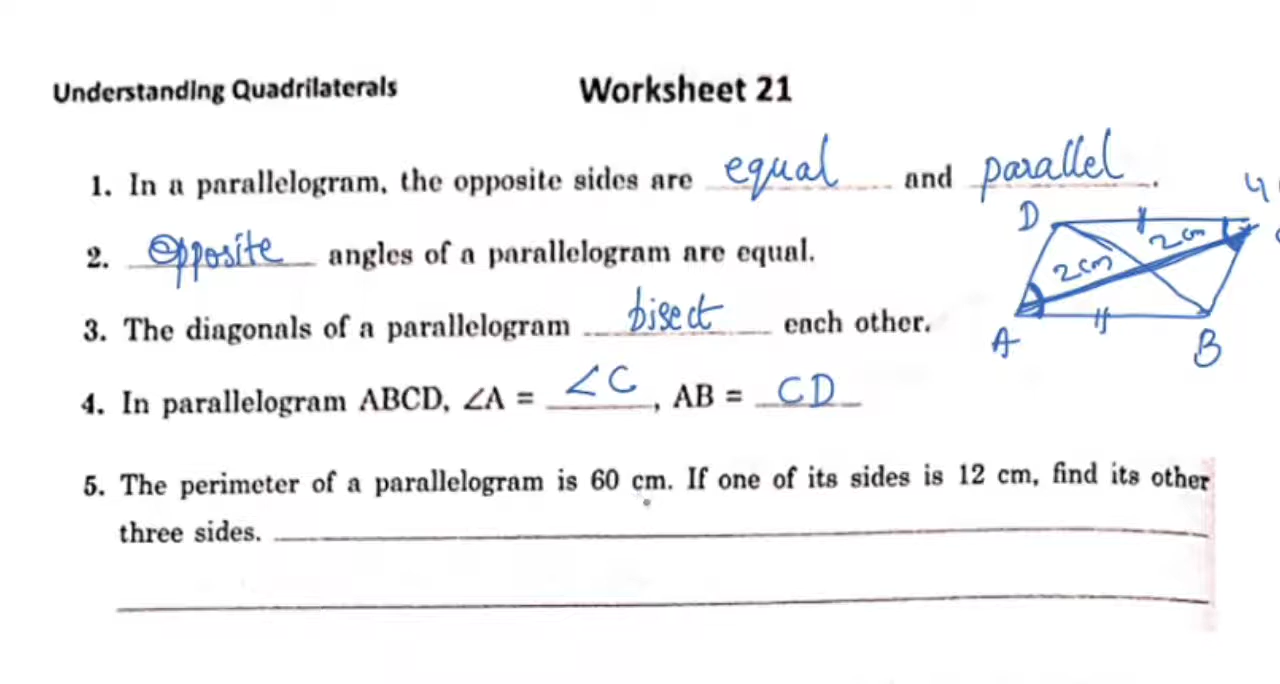 Understanding Quadrilaterals Worksheet 21
1. In a parallelogram, the opposite sides are equal and parallel.
2. Opposite angles of a parallelogram are equal.
3. The diagonals of a parallelogram bisect each other.
4. In parallelogram ABCD, ∠A = ∠C, AB = CD
5. The perimeter of a parallelogram is 60 cm. If one of its sides is 12 cm, find its other
three sides.
D
2cm
2cm
A
B